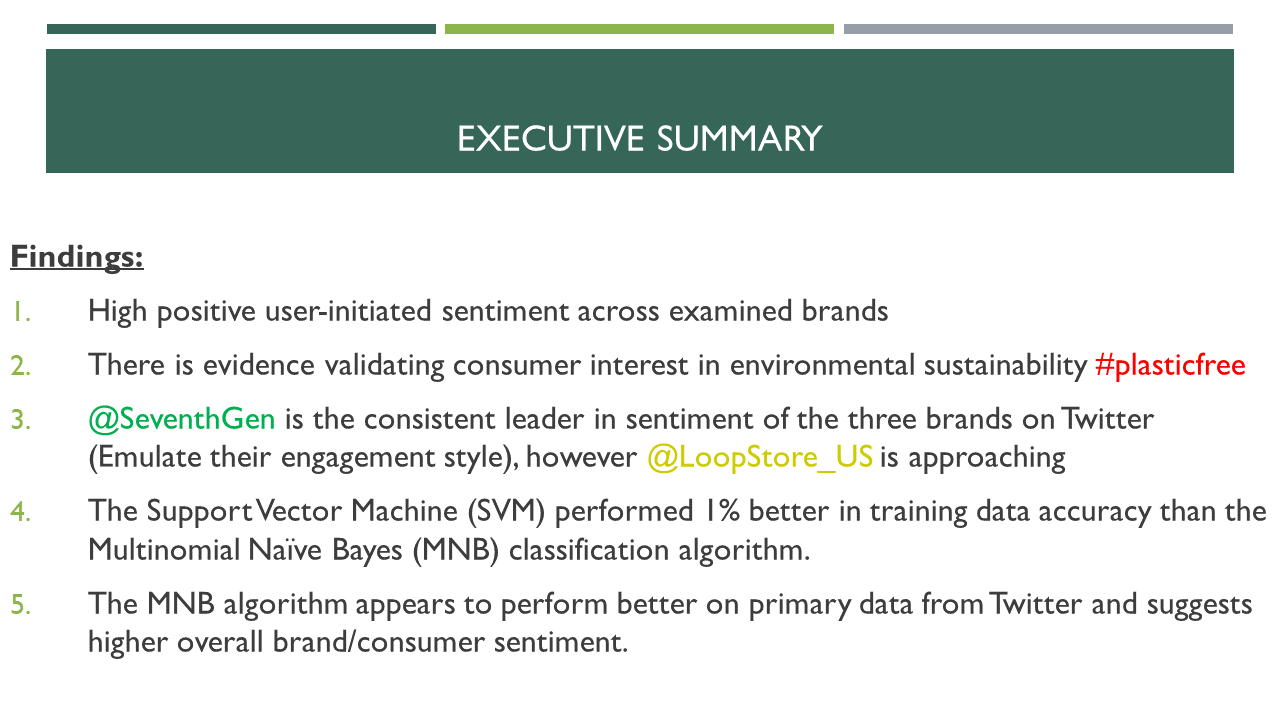 EXECUTIVE SUMMARY
Findings:
1. High positive user-initiated sentiment across examined brands
2. There is evidence validating consumer interest in environmental sustainability #plasticfree
3. @SeventhGen is the consistent leader in sentiment of the three brands on Twitter
(Emulate their engagement style), however @LoopStore_US is approaching
4. The Support Vector Machine (SVM) performed 1% better in training data accuracy than the
Multinomial Naïve Bayes (MNB) classification algorithm.
5. The MNB algorithm appears to perform better on primary data from Twitter and suggests
higher overall brand/consumer sentiment.